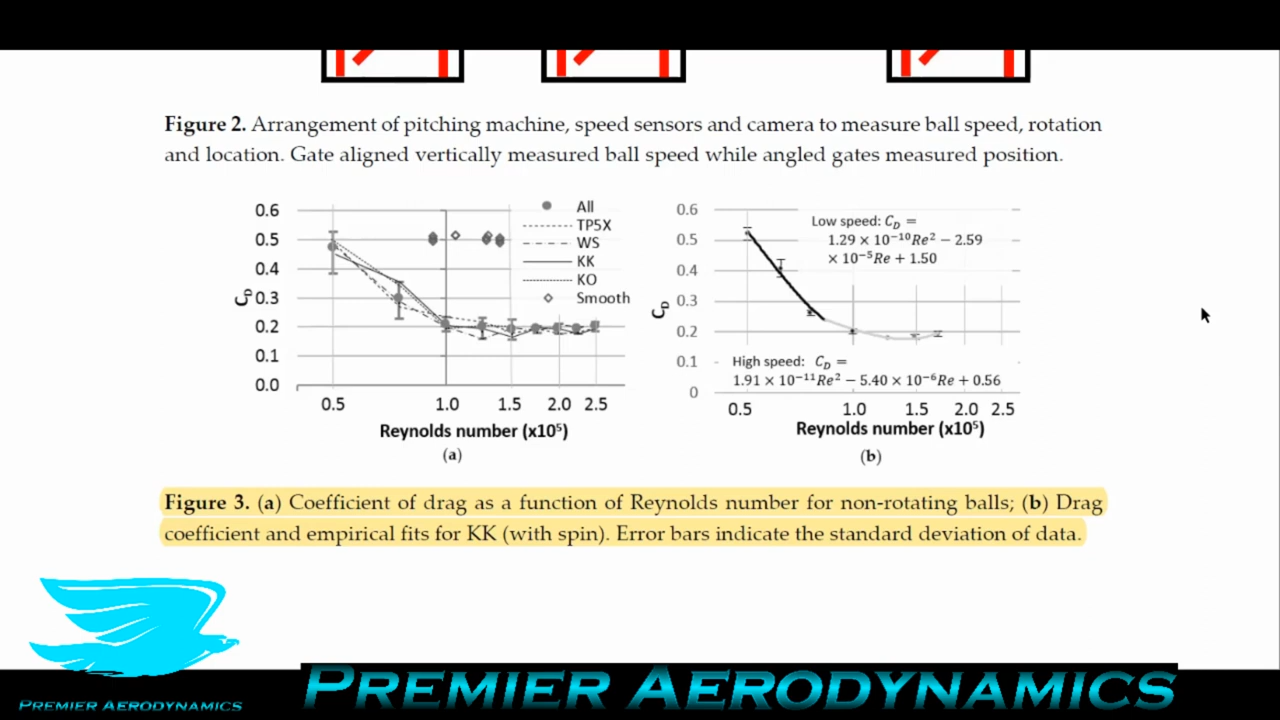 Figure 2. Arrangement of pitching machine, speed sensors and camera to measure ball speed, rotation
and location. Gate aligned vertically measured ball speed while angled gates measured position.
0.6
0.5
0.4
0.3
0.2
0.1
0.0
C_D
All
TP5X
WS
KK
KO
Smooth
0.5 1.0 1.5 2.0 2.5
Reynolds number (x10⁵)
(a)
0.6
0.5
0.4
0.3
0.2
0.1
0
C_D
Low speed: C_D =
1.29 × 10⁻¹⁰Re² − 2.59
× 10⁻⁵Re + 1.50
High speed: C_D =
1.91 × 10⁻¹¹Re² − 5.40 × 10⁻⁶Re + 0.56
0.5 1.0 1.5 2.0 2.5
Reynolds number (x10⁵)
(b)
Figure 3. (a) Coefficient of drag as a function of Reynolds number for non-rotating balls; (b) Drag
coefficient and empirical fits for KK (with spin). Error bars indicate the standard deviation of data.
PREMIER AERODYNAMICS
PREMIER AERODYNAMICS